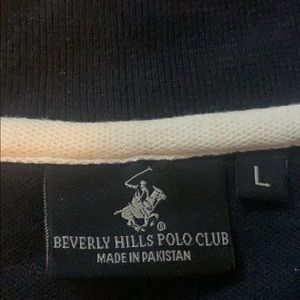 L
®
BEVERLY HILLS POLO CLUB
MADE IN PAKISTAN